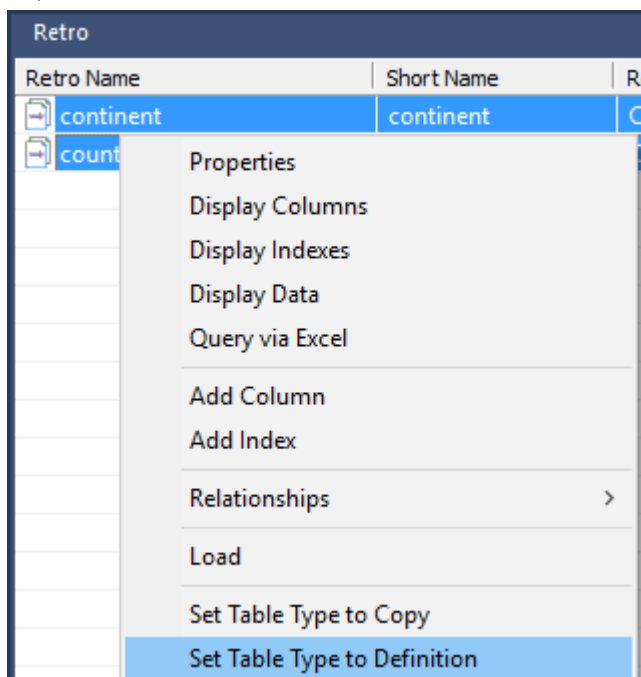 Retro
Retro Name Short Name R
continent continent C
count
Properties
Display Columns
Display Indexes
Display Data
Query via Excel
Add Column
Add Index
Relationships >
Load
Set Table Type to Copy
Set Table Type to Definition